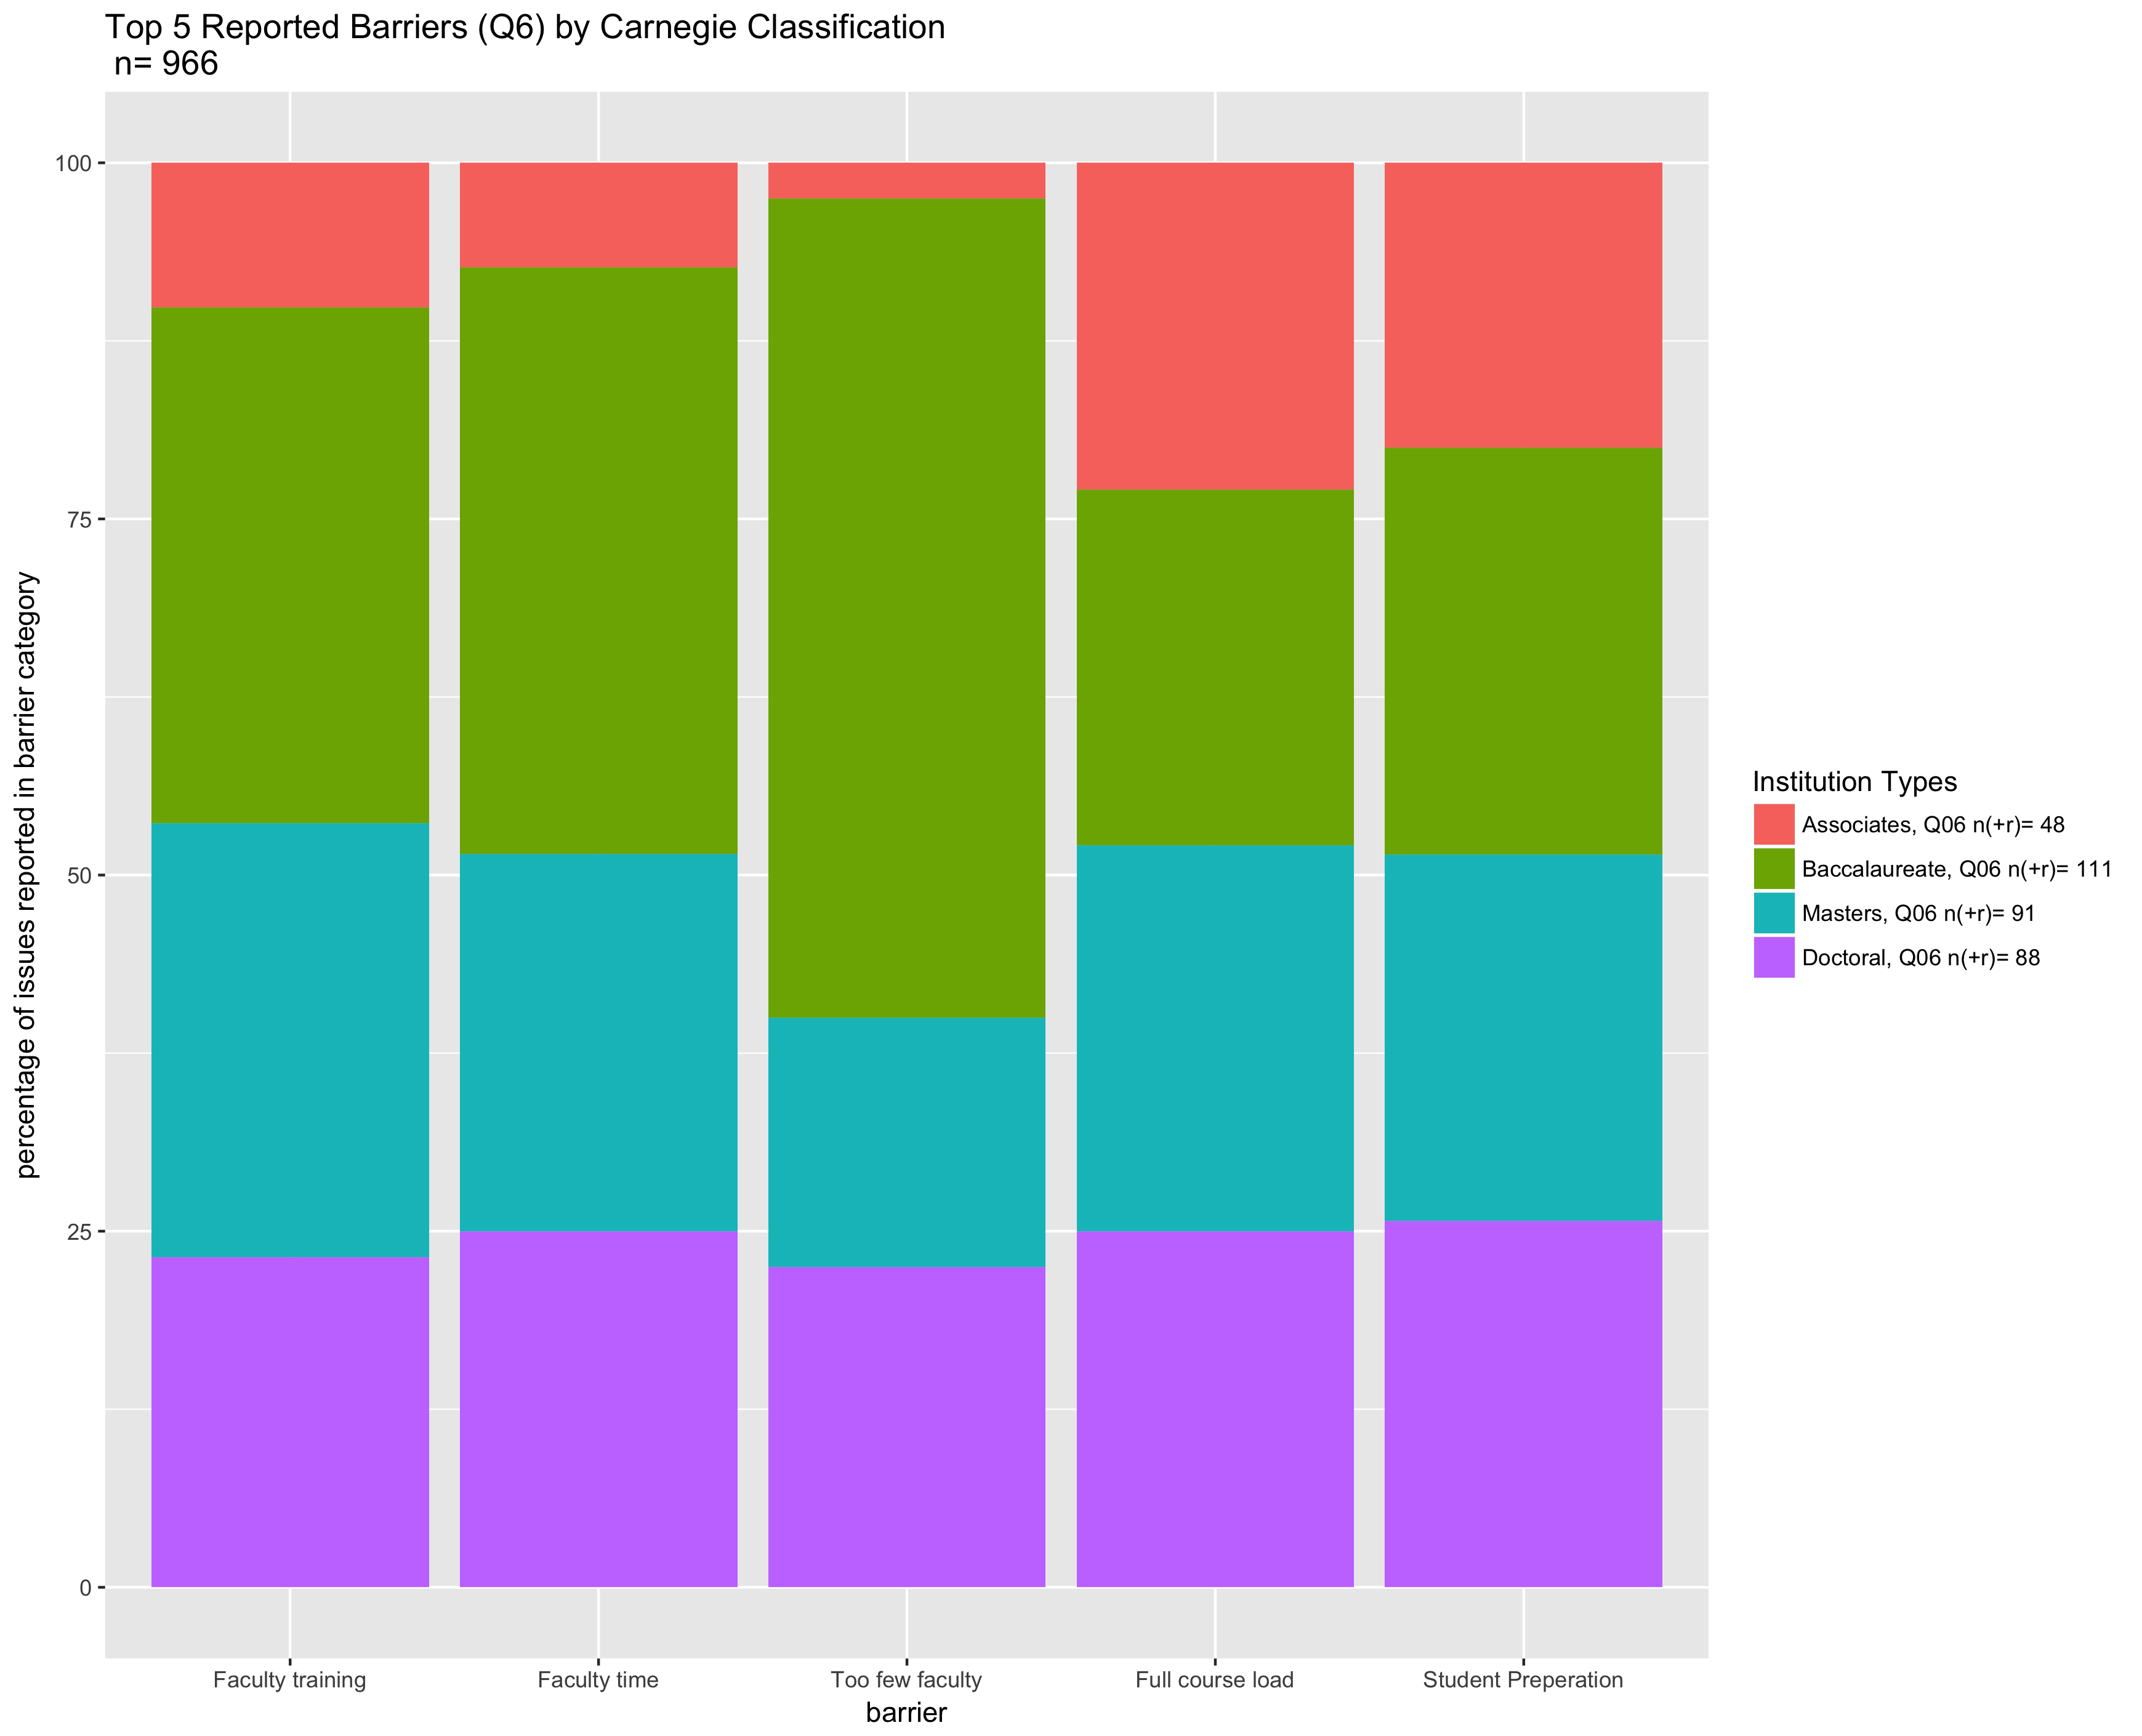 Top 5 Reported Barriers (Q6) by Carnegie Classification
n= 966
percentage of issues reported in barrier category
100
75
50
25
0
Faculty training
Faculty time
Too few faculty
Full course load
Student Preperation
barrier
Institution Types
Associates, Q06 n(+r)= 48
Baccalaureate, Q06 n(+r)= 111
Masters, Q06 n(+r)= 91
Doctoral, Q06 n(+r)= 88